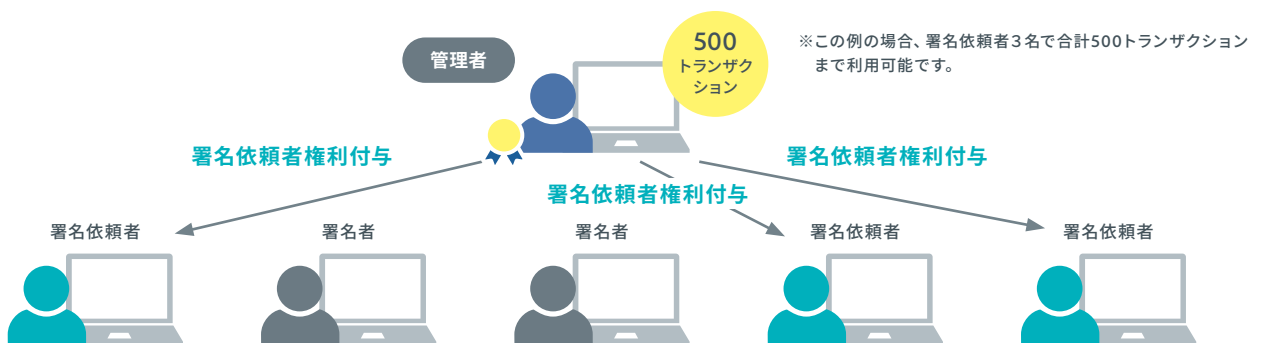 管理者
500
トランザク
ション
※この例の場合、署名依頼者3名で合計500トランザクション
まで利用可能です。
署名依頼者権利付与
署名依頼者権利付与
署名依頼者権利付与
署名依頼者
署名者
署名者
署名依頼者
署名依頼者